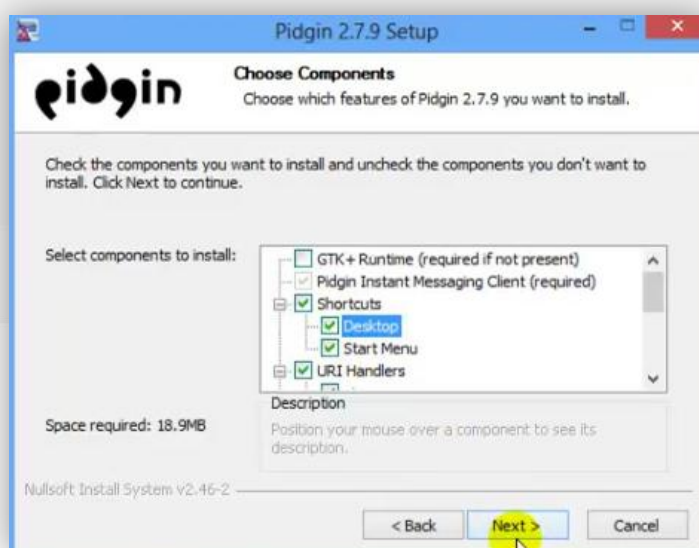 Pidgin 2.7.9 Setup
pidgin
Choose Components
Choose which features of Pidgin 2.7.9 you want to install.
Check the components you want to install and uncheck the components you don't want to
install. Click Next to continue.
Select components to install:
GTK+ Runtime (required if not present)
Pidgin Instant Messaging Client (required)
Shortcuts
Desktop
Start Menu
URI Handlers
Space required: 18.9MB
Description
Position your mouse over a component to see its
description.
Nullsoft Install System v2.46-2
< Back
Next >
Cancel